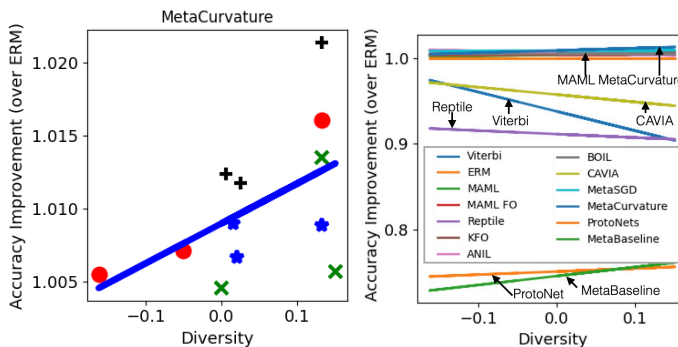 MetaCurvature
Accuracy Improvement (over ERM)
1.020
1.015
1.010
1.005
−0.1
0.0
0.1
Diversity
Accuracy Improvement (over ERM)
1.0
0.9
0.8
MAML MetaCurvature
Reptile
Viterbi
CAVIA
Viterbi
ERM
MAML
MAML FO
Reptile
KFO
ANIL
BOIL
CAVIA
MetaSGD
MetaCurvature
ProtoNets
MetaBaseline
ProtoNet
MetaBaseline
−0.1
0.0
0.1
Diversity